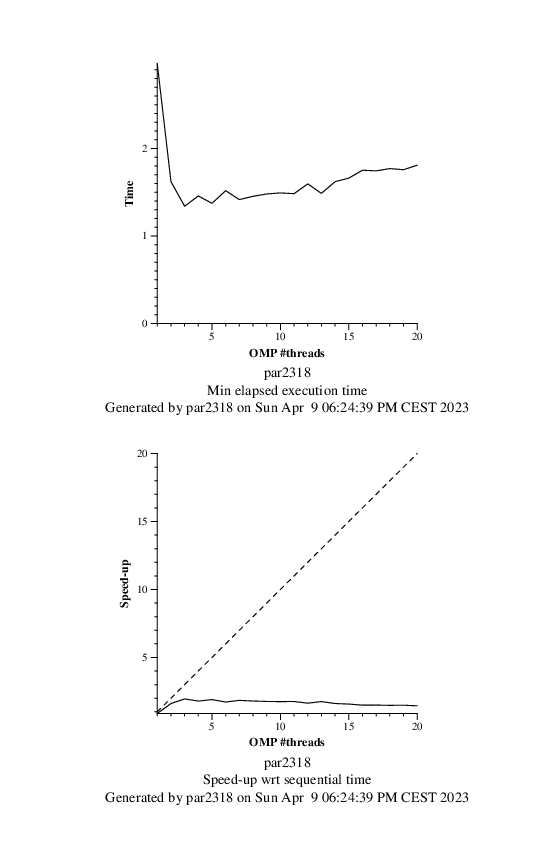 2
Time
1
0
5
10
15
20
OMP #threads
par2318
Min elapsed execution time
Generated by par2318 on Sun Apr  9 06:24:39 PM CEST 2023
20
15
10
Speed-up
5
5
10
15
20
OMP #threads
par2318
Speed-up wrt sequential time
Generated by par2318 on Sun Apr  9 06:24:39 PM CEST 2023